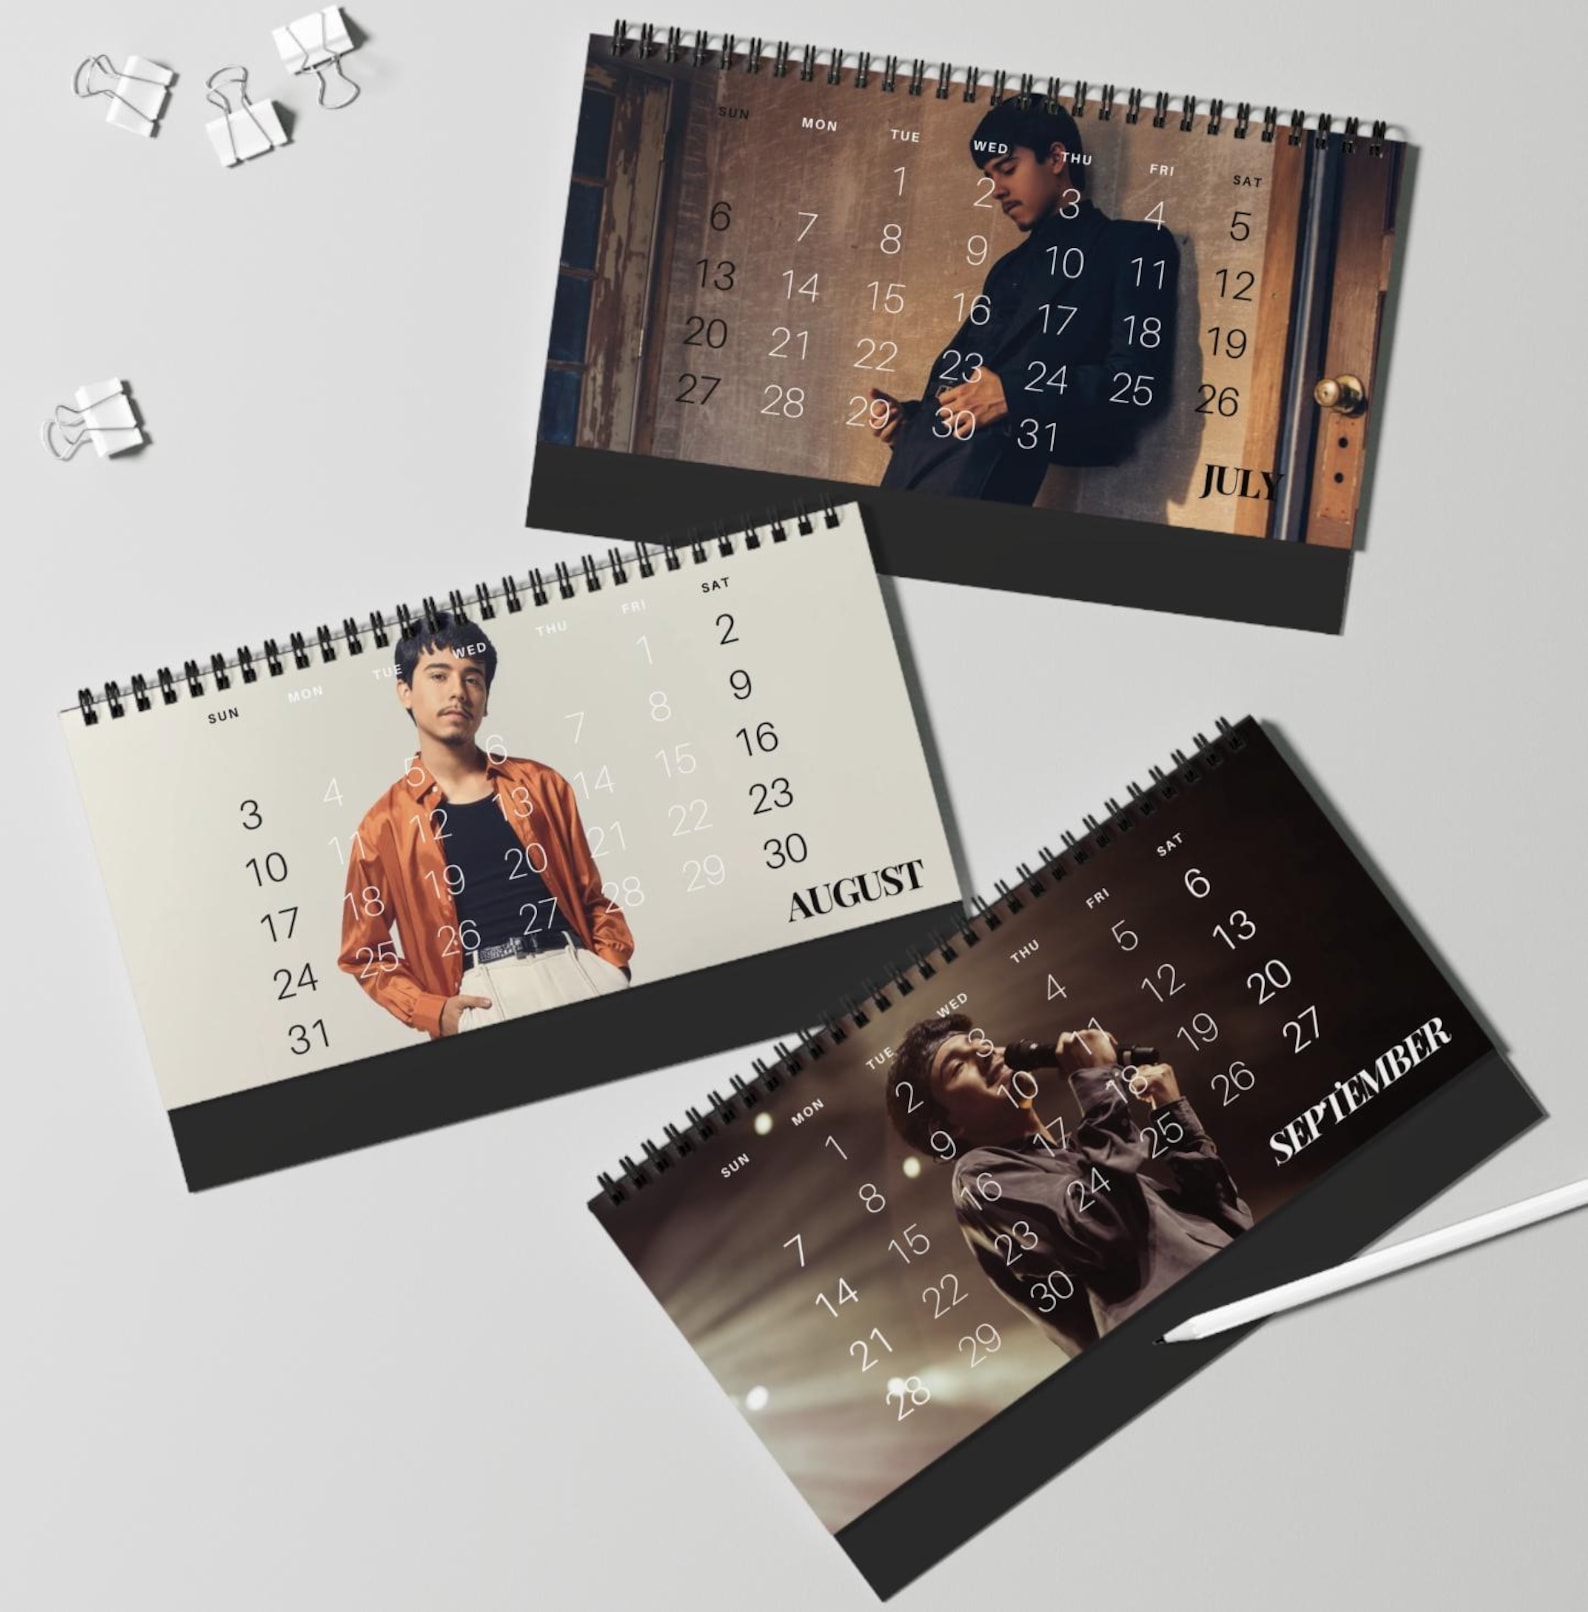 SUN MON TUE WED THU FRI SAT
1 2 3 4 5
6 7 8 9 10 11 12
13 14 15 16 17 18 19
20 21 22 23 24 25 26
27 28 29 30 31
JULY
SUN MON TUE WED THU FRI SAT
1 2
3 4 5 6 7 8 9
10 11 12 13 14 15 16
17 18 19 20 21 22 23
24 25 26 27 28 29 30
31
AUGUST
SUN MON TUE WED THU FRI SAT
1 2 3 4 5 6
7 8 9 10 11 12 13
14 15 16 17 18 19 20
21 22 23 24 25 26 27
28 29 30
SEPTEMBER